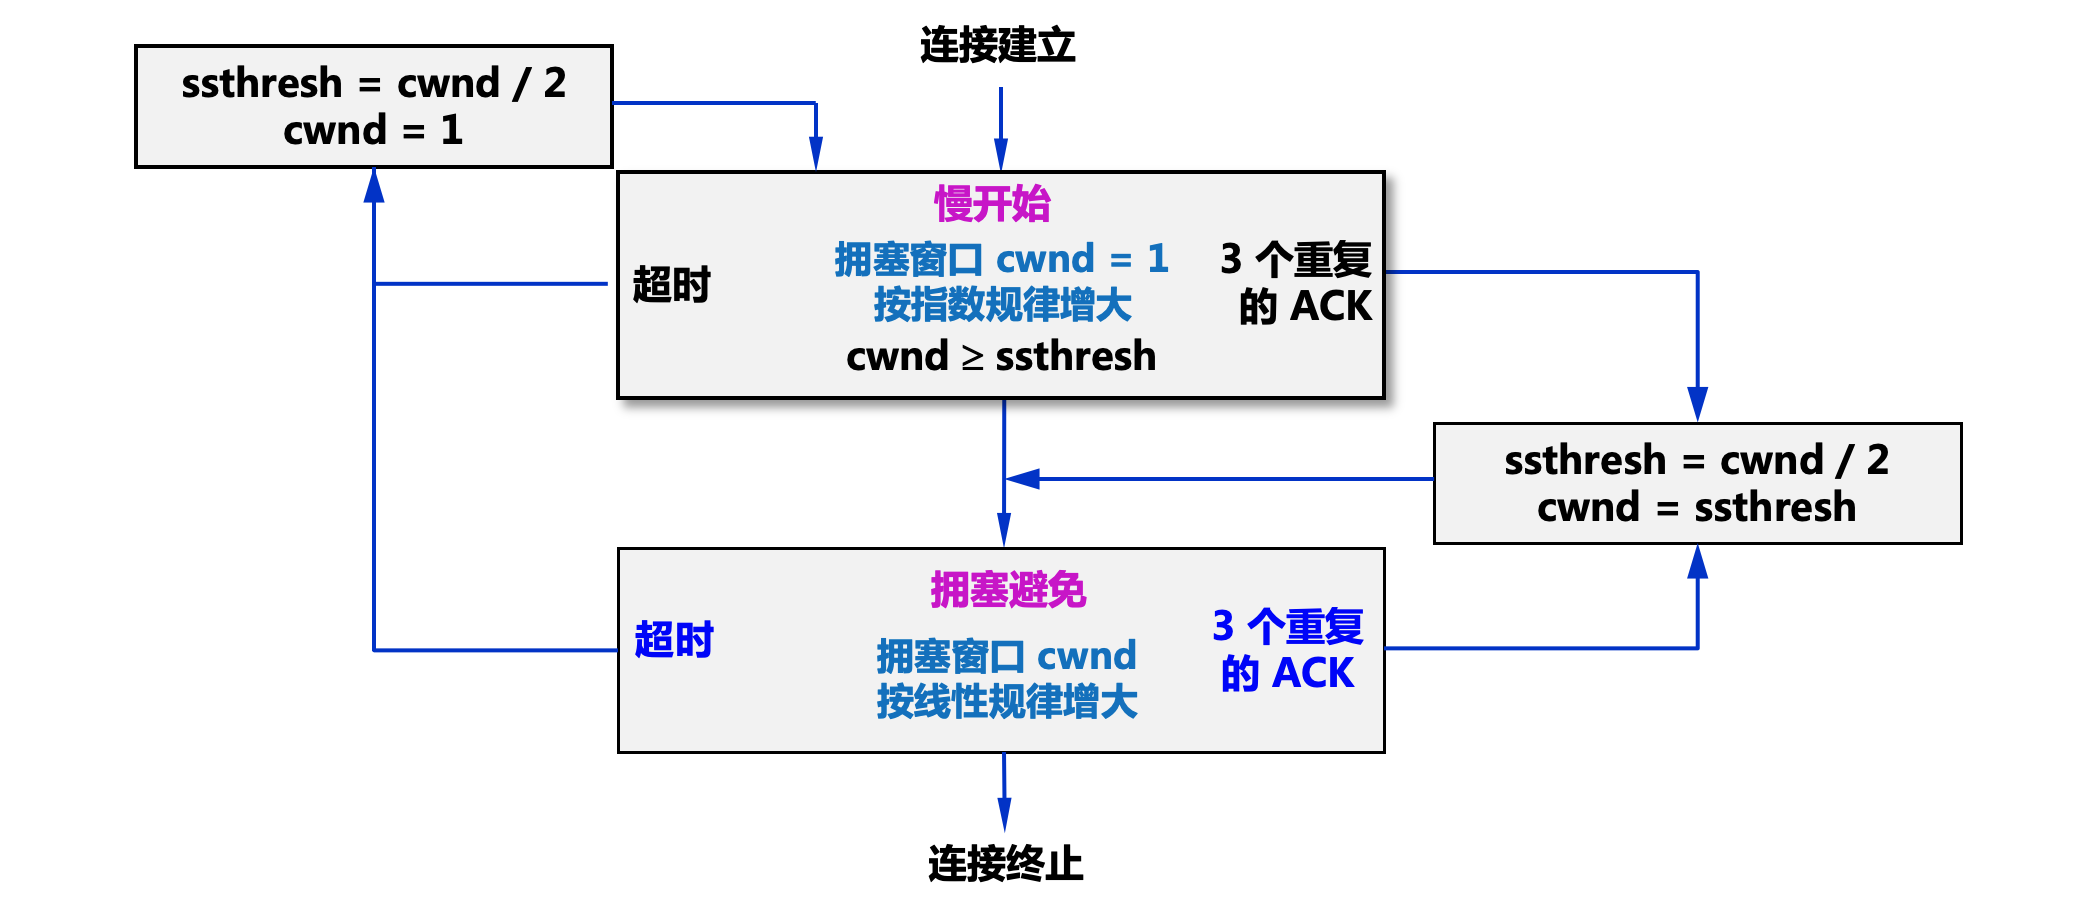 连接建立
ssthresh = cwnd / 2
cwnd = 1
慢开始
超时
拥塞窗口 cwnd = 1
按指数规律增大
cwnd ≥ ssthresh
3 个重复
的 ACK
ssthresh = cwnd / 2
cwnd = ssthresh
拥塞避免
超时
拥塞窗口 cwnd
按线性规律增大
3 个重复
的 ACK
连接终止